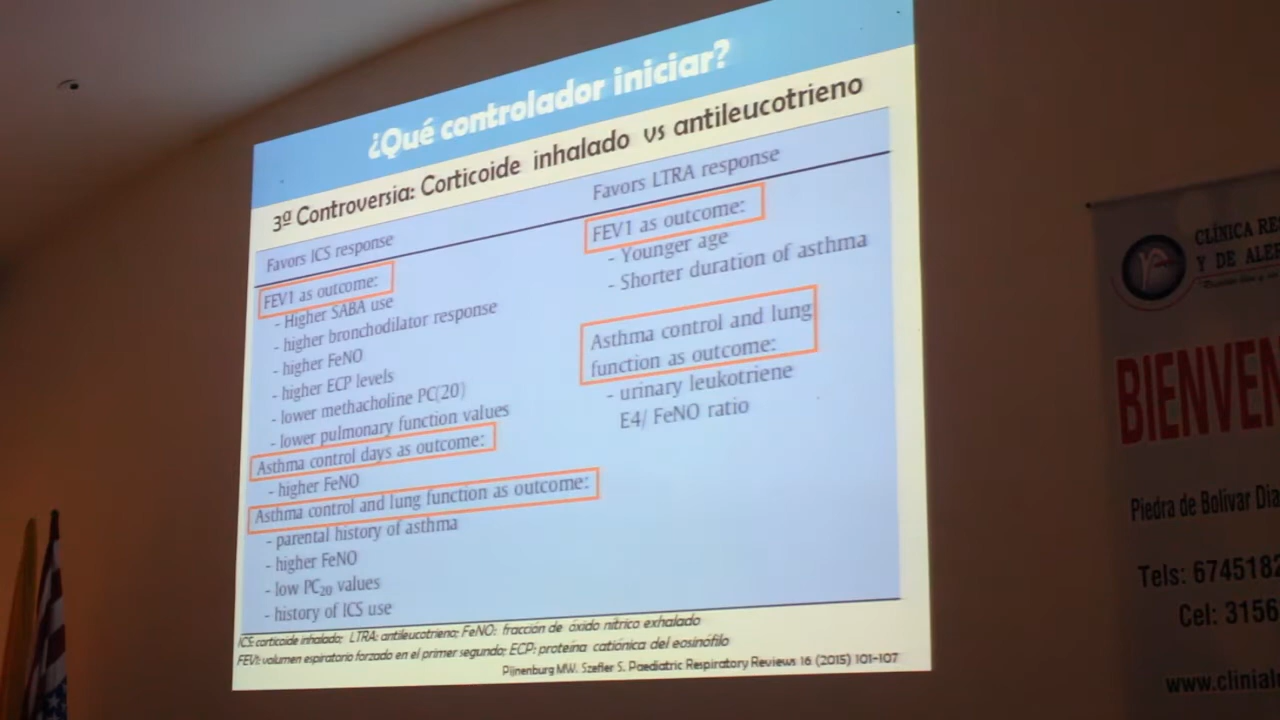 ¿Qué controlador iniciar?
3ª Controversia: Corticoide inhalado vs antileucotrieno
Favors ICS response
FEV1 as outcome:
- Higher SABA use
- higher bronchodilator response
- higher FeNO
- higher ECP levels
- lower methacholine PC(20)
- lower pulmonary function values
Asthma control days as outcome:
- higher FeNO
Asthma control and lung function as outcome:
- parental history of asthma
- higher FeNO
- low PC20 values
- history of ICS use
Favors LTRA response
FEV1 as outcome:
- Younger age
- Shorter duration of asthma
Asthma control and lung
function as outcome:
- urinary leukotriene
E4/ FeNO ratio
ICS: corticoide inhalado; LTRA: antileucotrieno; FeNO: fracción de óxido nítrico exhalado
FEV1: volumen espiratorio forzado en el primer segundo; ECP: proteína catiónica del eosinófilo
Pijnenburg MW. Szefler S. Paediatric Respiratory Reviews 16 (2015) 101-107
CLÍNICA RE
Y DE ALE
BIENVEN
Piedra de Bolívar Dia
Tels: 674518
Cel: 3156
www.clinial